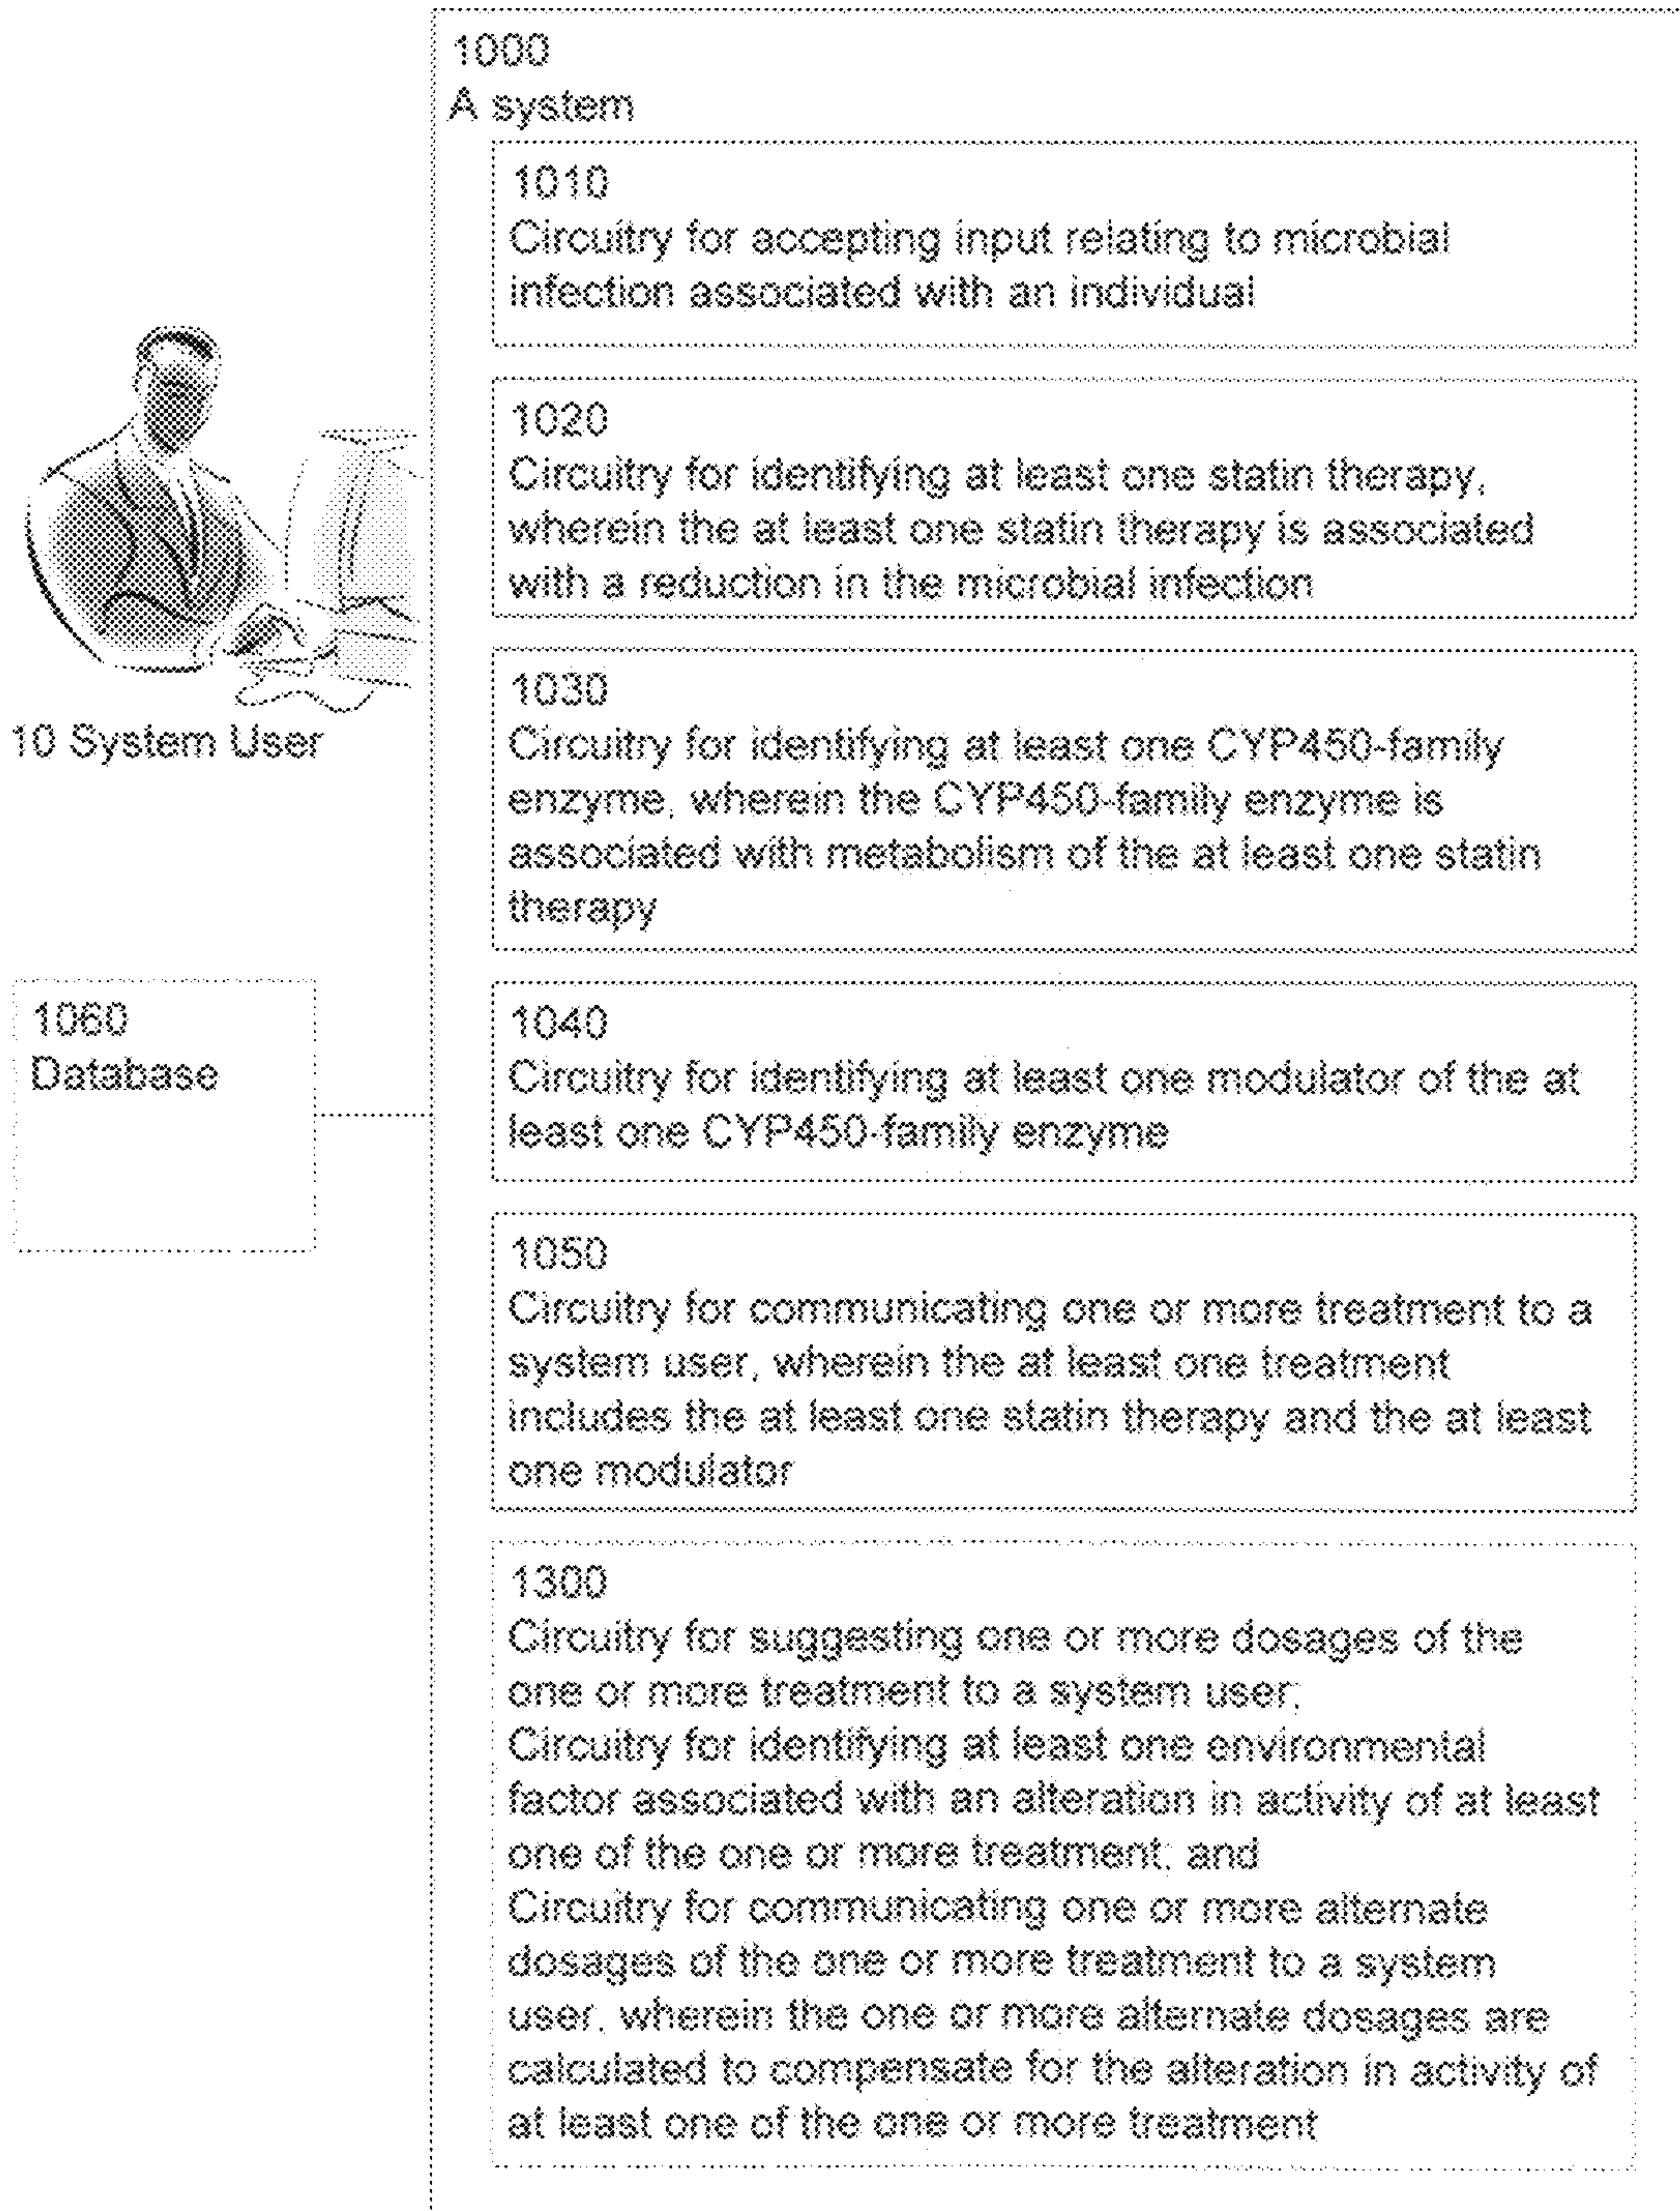 1000
A system
1010
Circuitry for accepting input relating to microbial
infection associated with an individual
1020
Circuitry for identifying at least one statin therapy,
wherein the at least one statin therapy is associated
with a reduction in the microbial infection
1030
Circuitry for identifying at least one CYP450-family
enzyme, wherein the CYP450-family enzyme is
associated with metabolism of the at least one statin
therapy
10 System User
1060
Database
1040
Circuitry for identifying at least one modulator of the at
least one CYP450-family enzyme
1050
Circuitry for communicating one or more treatment to a
system user, wherein the at least one treatment
includes the at least one statin therapy and the at least
one modulator
1300
Circuitry for suggesting one or more dosages of the
one or more treatment to a system user;
Circuitry for identifying at least one environmental
factor associated with an alteration in activity of at least
one of the one or more treatment; and
Circuitry for communicating one or more alternate
dosages of the one or more treatment to a system
user, wherein the one or more alternate dosages are
calculated to compensate for the alteration in activity of
at least one of the one or more treatment